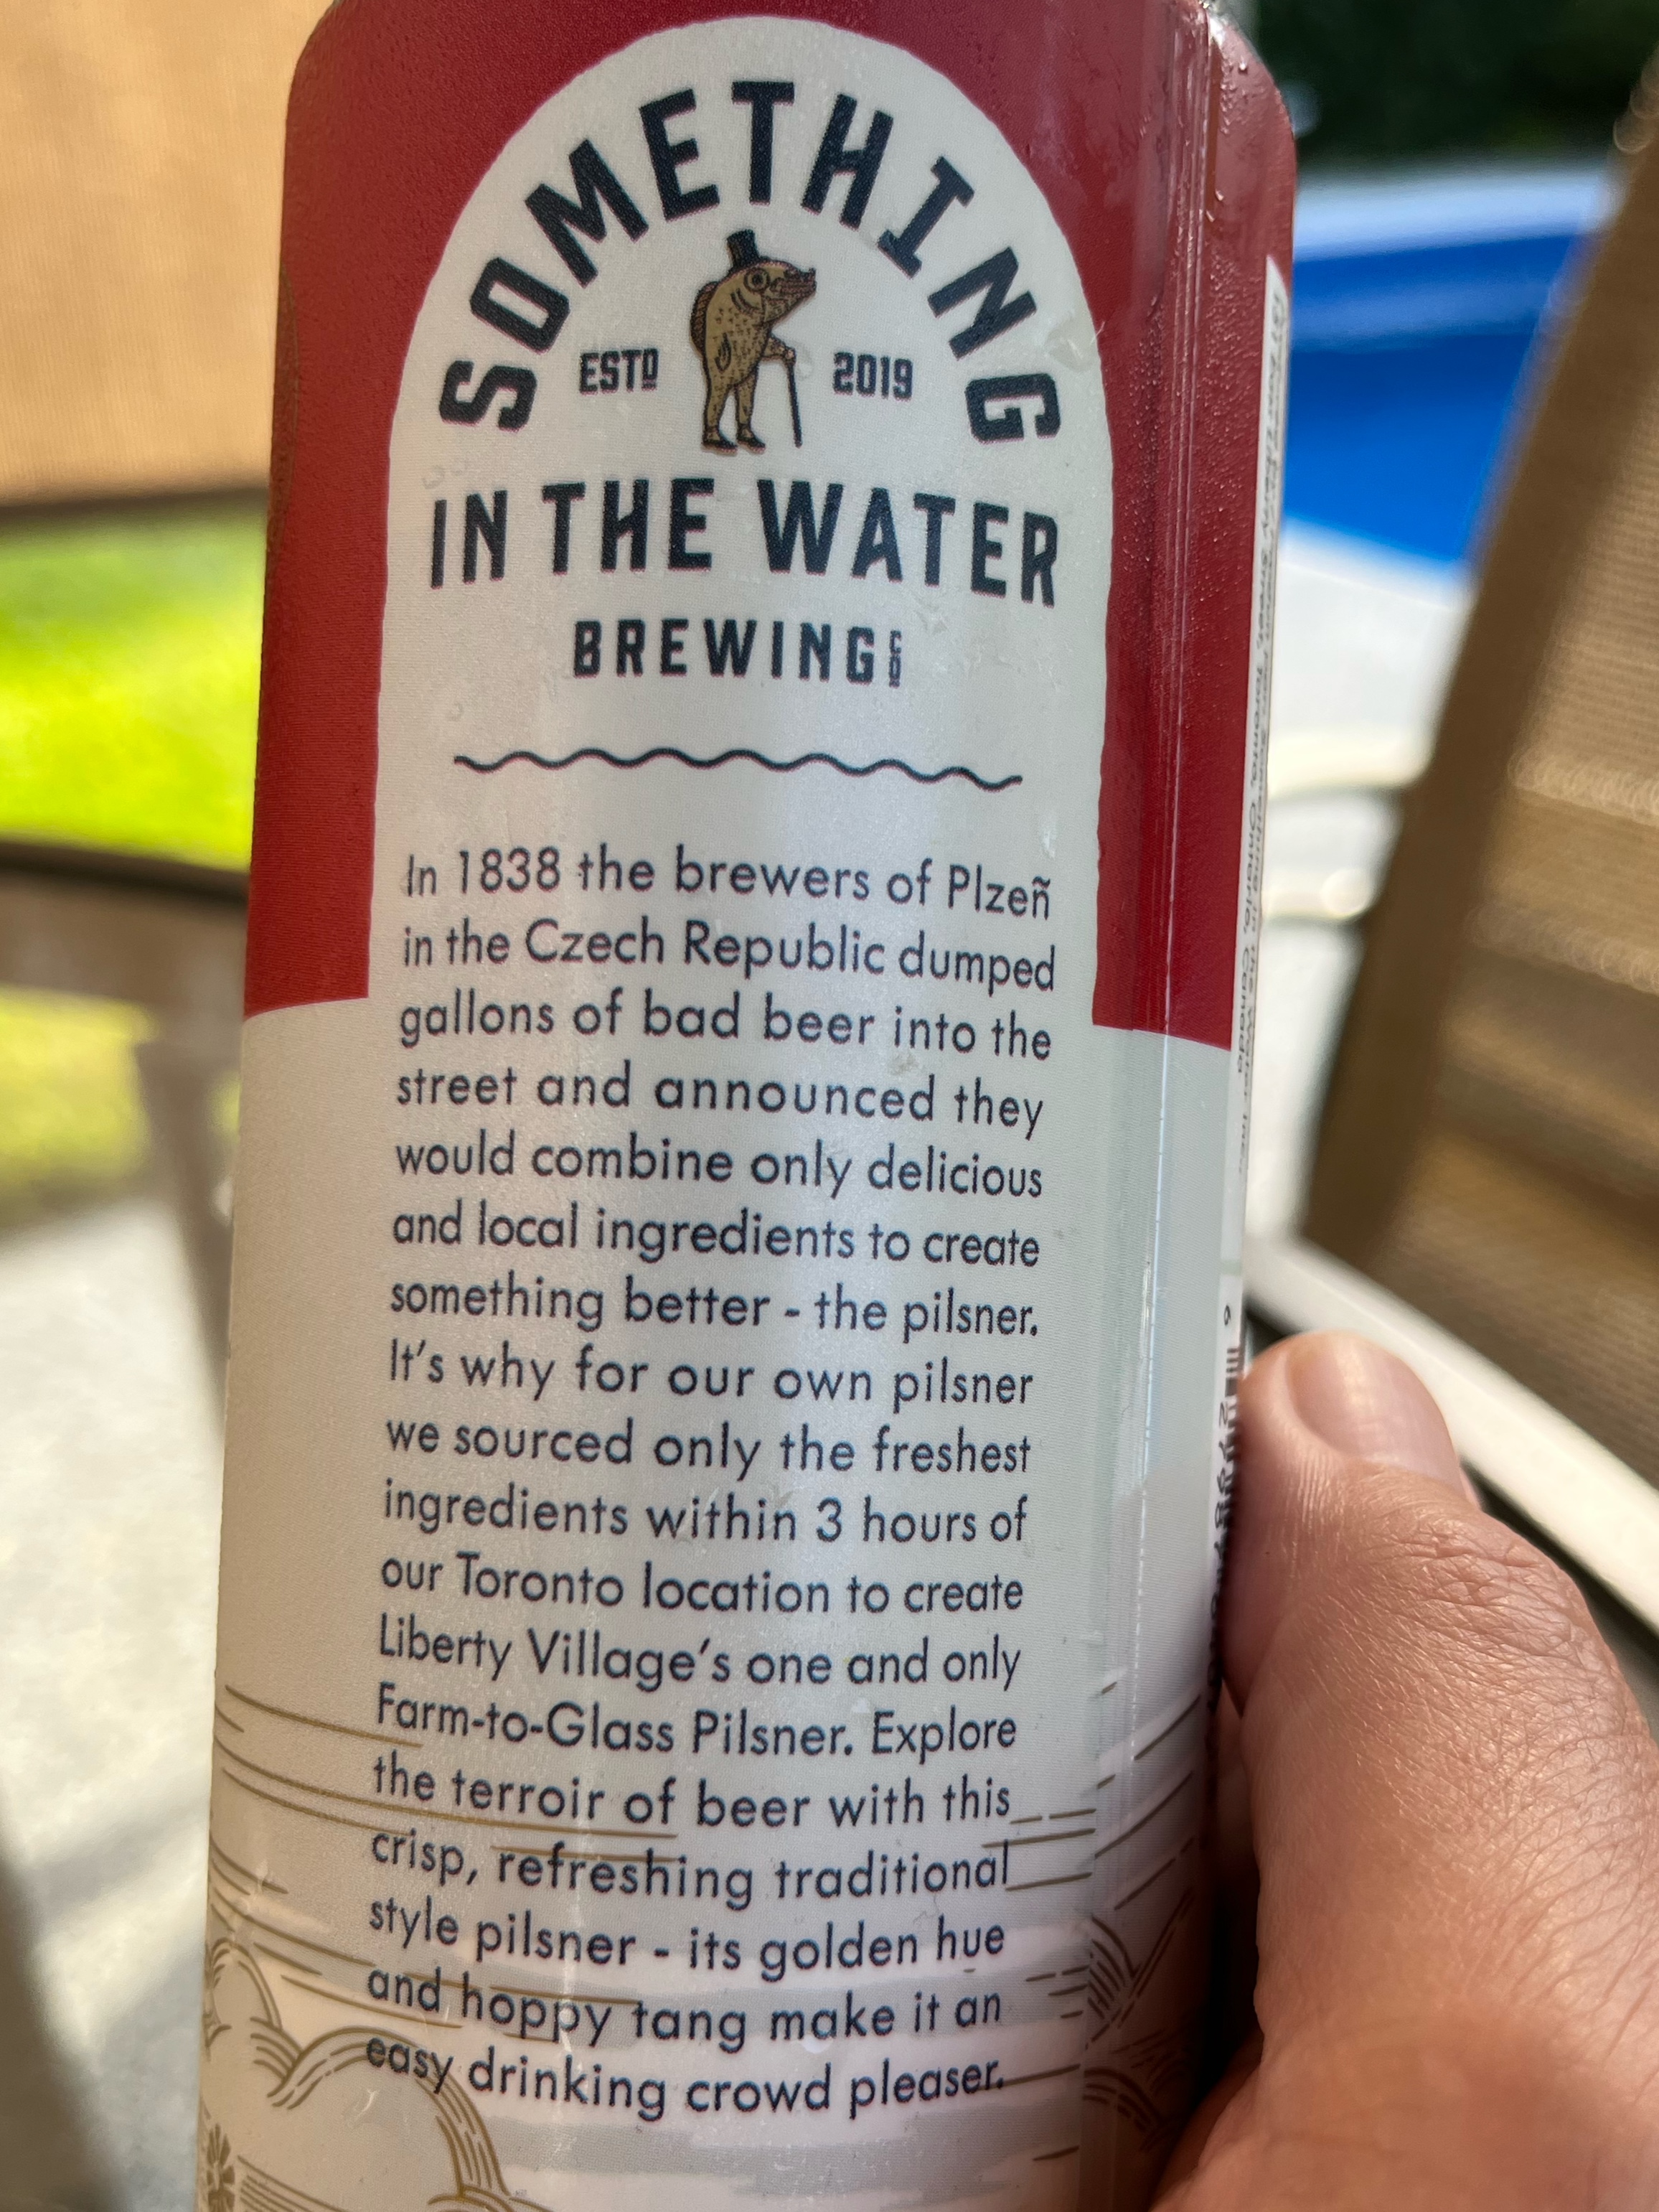 SOMETHING
ESTD 2019
IN THE WATER
BREWING CO
In 1838 the brewers of Plzeñ
in the Czech Republic dumped
gallons of bad beer into the
street and announced they
would combine only delicious
and local ingredients to create
something better - the pilsner.
It's why for our own pilsner
we sourced only the freshest
ingredients within 3 hours of
our Toronto location to create
Liberty Village's one and only
Farm-to-Glass Pilsner. Explore
the terroir of beer with this
crisp, refreshing traditional
style pilsner - its golden hue
and hoppy tang make it an
easy drinking crowd pleaser.
Toronto, Ontario, Canada